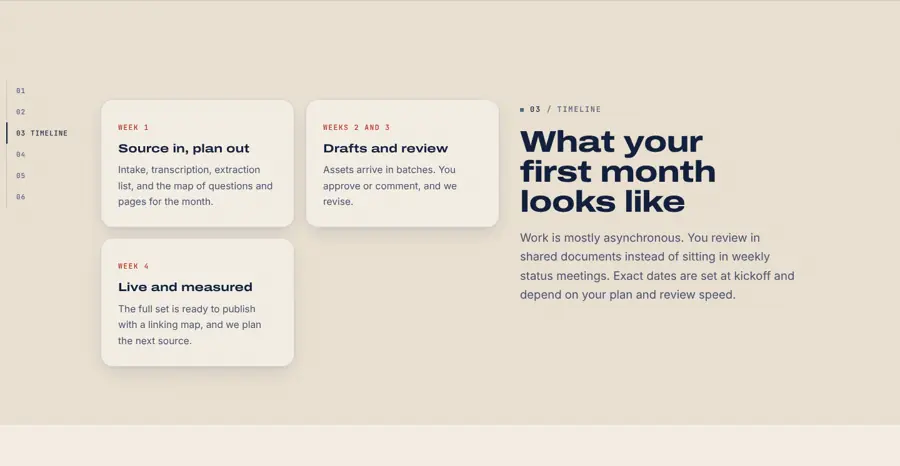 01
02
03 TIMELINE
04
05
06
WEEK 1
Source in, plan out
Intake, transcription, extraction
list, and the map of questions and
pages for the month.
WEEKS 2 AND 3
Drafts and review
Assets arrive in batches. You
approve or comment, and we
revise.
WEEK 4
Live and measured
The full set is ready to publish
with a linking map, and we plan
the next source.
03 / TIMELINE
What your
first month
looks like
Work is mostly asynchronous. You review in
shared documents instead of sitting in weekly
status meetings. Exact dates are set at kickoff and
depend on your plan and review speed.